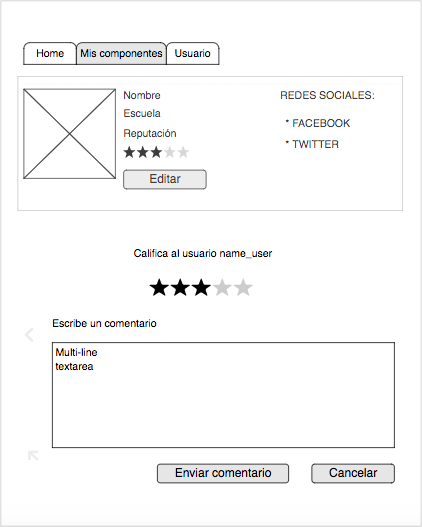 Home
Mis componentes
Usuario
Nombre
Escuela
Reputación
Editar
REDES SOCIALES:
* FACEBOOK
* TWITTER
Califica al usuario name_user
Escribe un comentario
Multi-line
textarea
Enviar comentario
Cancelar